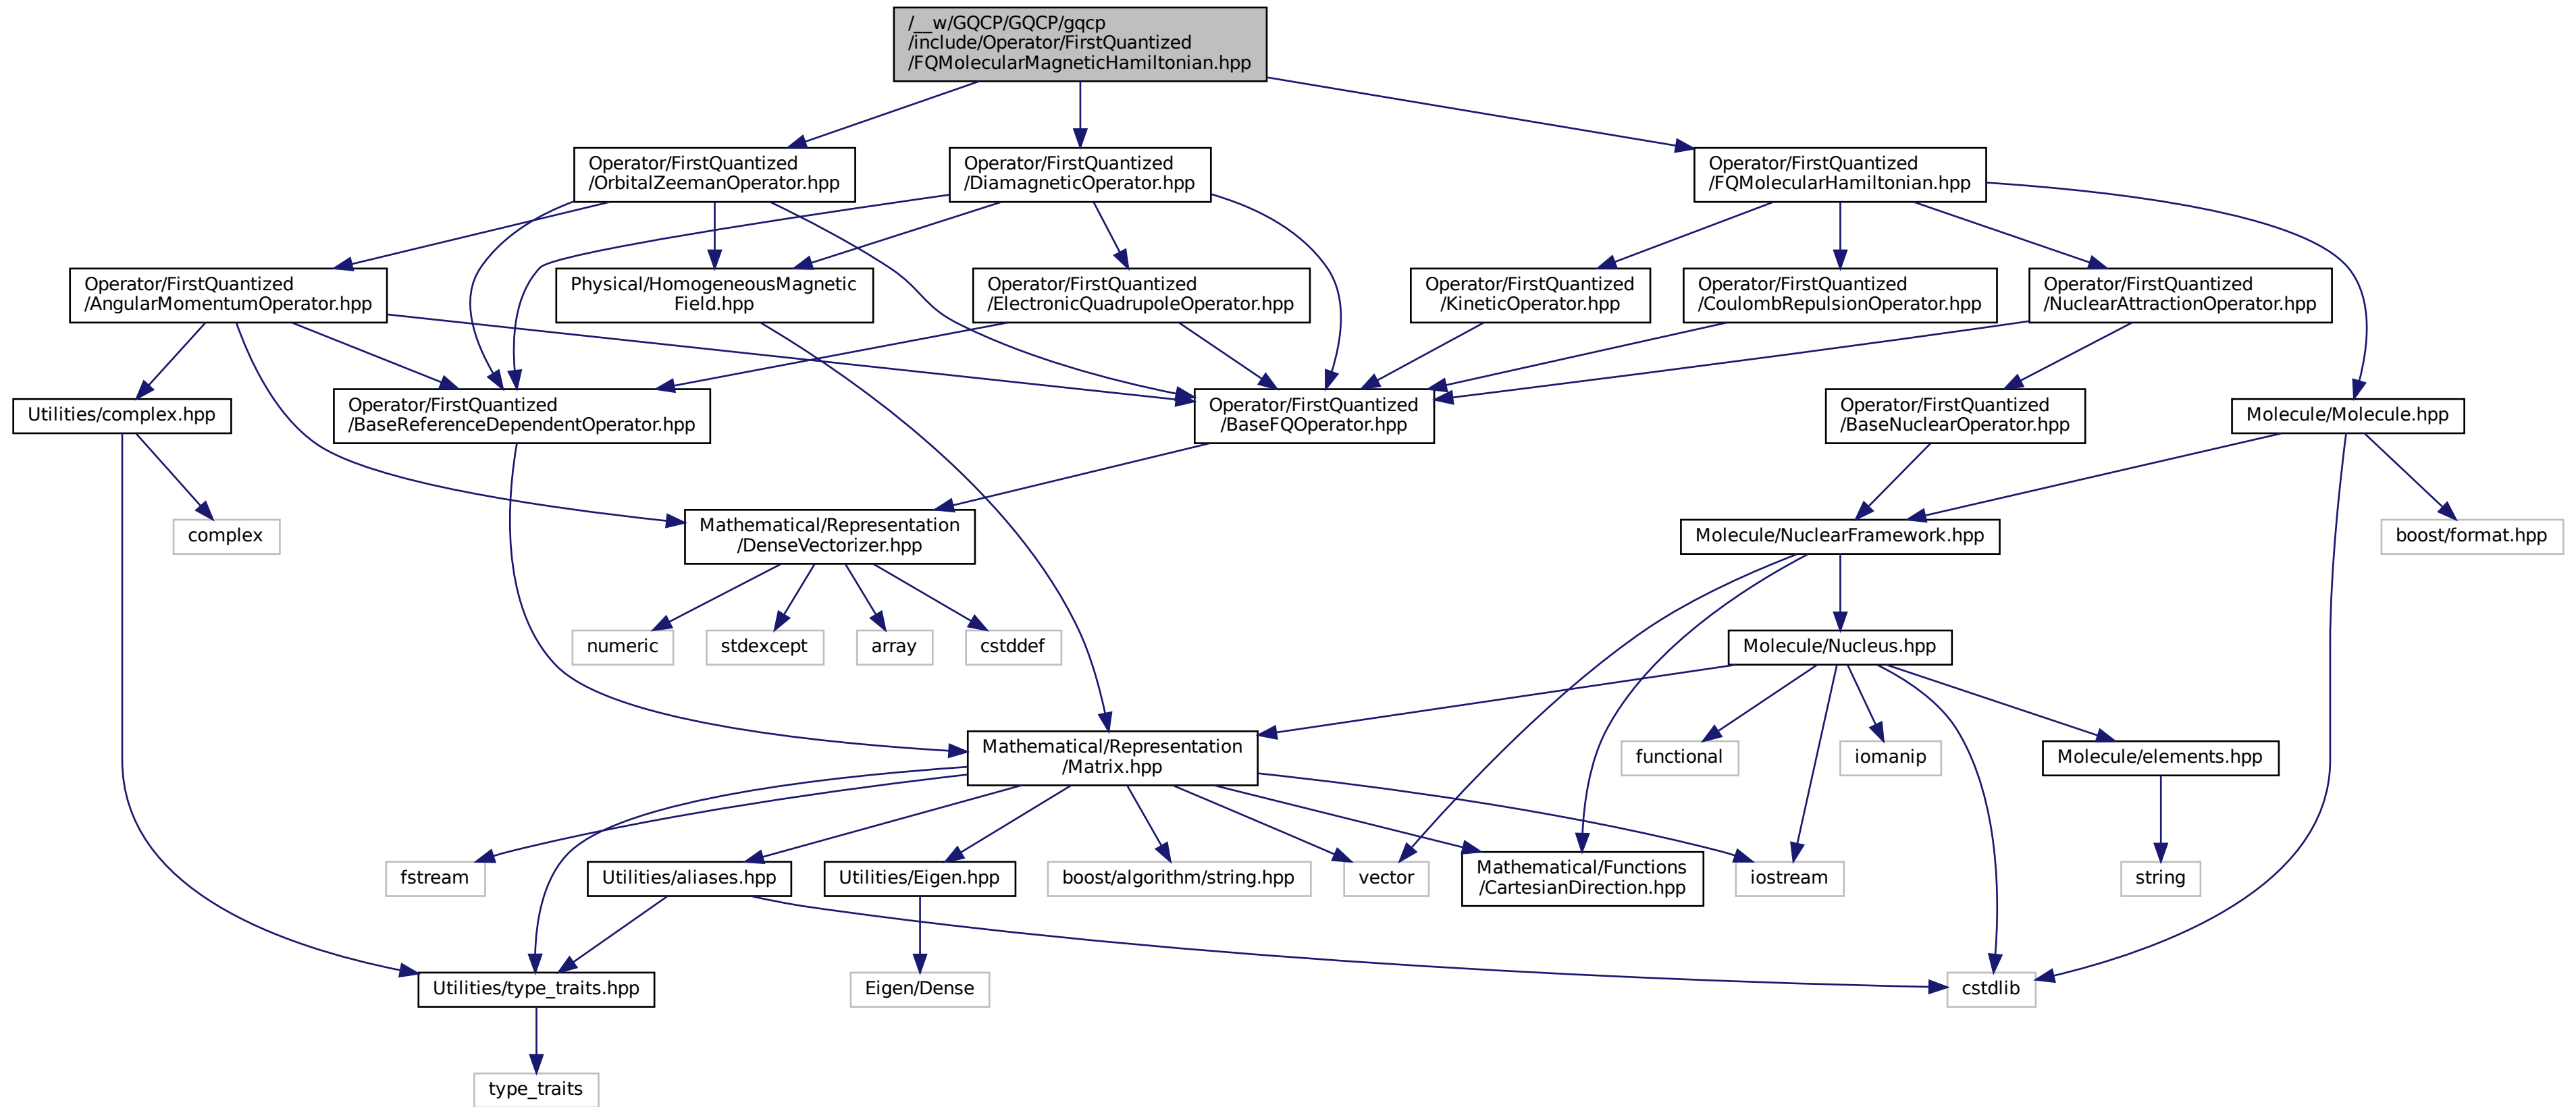 /__w/GQCP/GQCP/gqcp
/include/Operator/FirstQuantized
/FQMolecularMagneticHamiltonian.hpp
Operator/FirstQuantized
/OrbitalZeemanOperator.hpp
Operator/FirstQuantized
/DiamagneticOperator.hpp
Operator/FirstQuantized
/FQMolecularHamiltonian.hpp
Operator/FirstQuantized
/AngularMomentumOperator.hpp
Physical/HomogeneousMagnetic
Field.hpp
Operator/FirstQuantized
/ElectronicQuadrupoleOperator.hpp
Operator/FirstQuantized
/KineticOperator.hpp
Operator/FirstQuantized
/CoulombRepulsionOperator.hpp
Operator/FirstQuantized
/NuclearAttractionOperator.hpp
Utilities/complex.hpp
Operator/FirstQuantized
/BaseReferenceDependentOperator.hpp
Operator/FirstQuantized
/BaseFQOperator.hpp
Operator/FirstQuantized
/BaseNuclearOperator.hpp
Molecule/Molecule.hpp
complex
Mathematical/Representation
/DenseVectorizer.hpp
Molecule/NuclearFramework.hpp
boost/format.hpp
numeric
stdexcept
array
cstddef
Molecule/Nucleus.hpp
Mathematical/Representation
/Matrix.hpp
functional
iomanip
Molecule/elements.hpp
fstream
Utilities/aliases.hpp
Utilities/Eigen.hpp
boost/algorithm/string.hpp
vector
Mathematical/Functions
/CartesianDirection.hpp
iostream
string
Utilities/type_traits.hpp
Eigen/Dense
cstdlib
type_traits